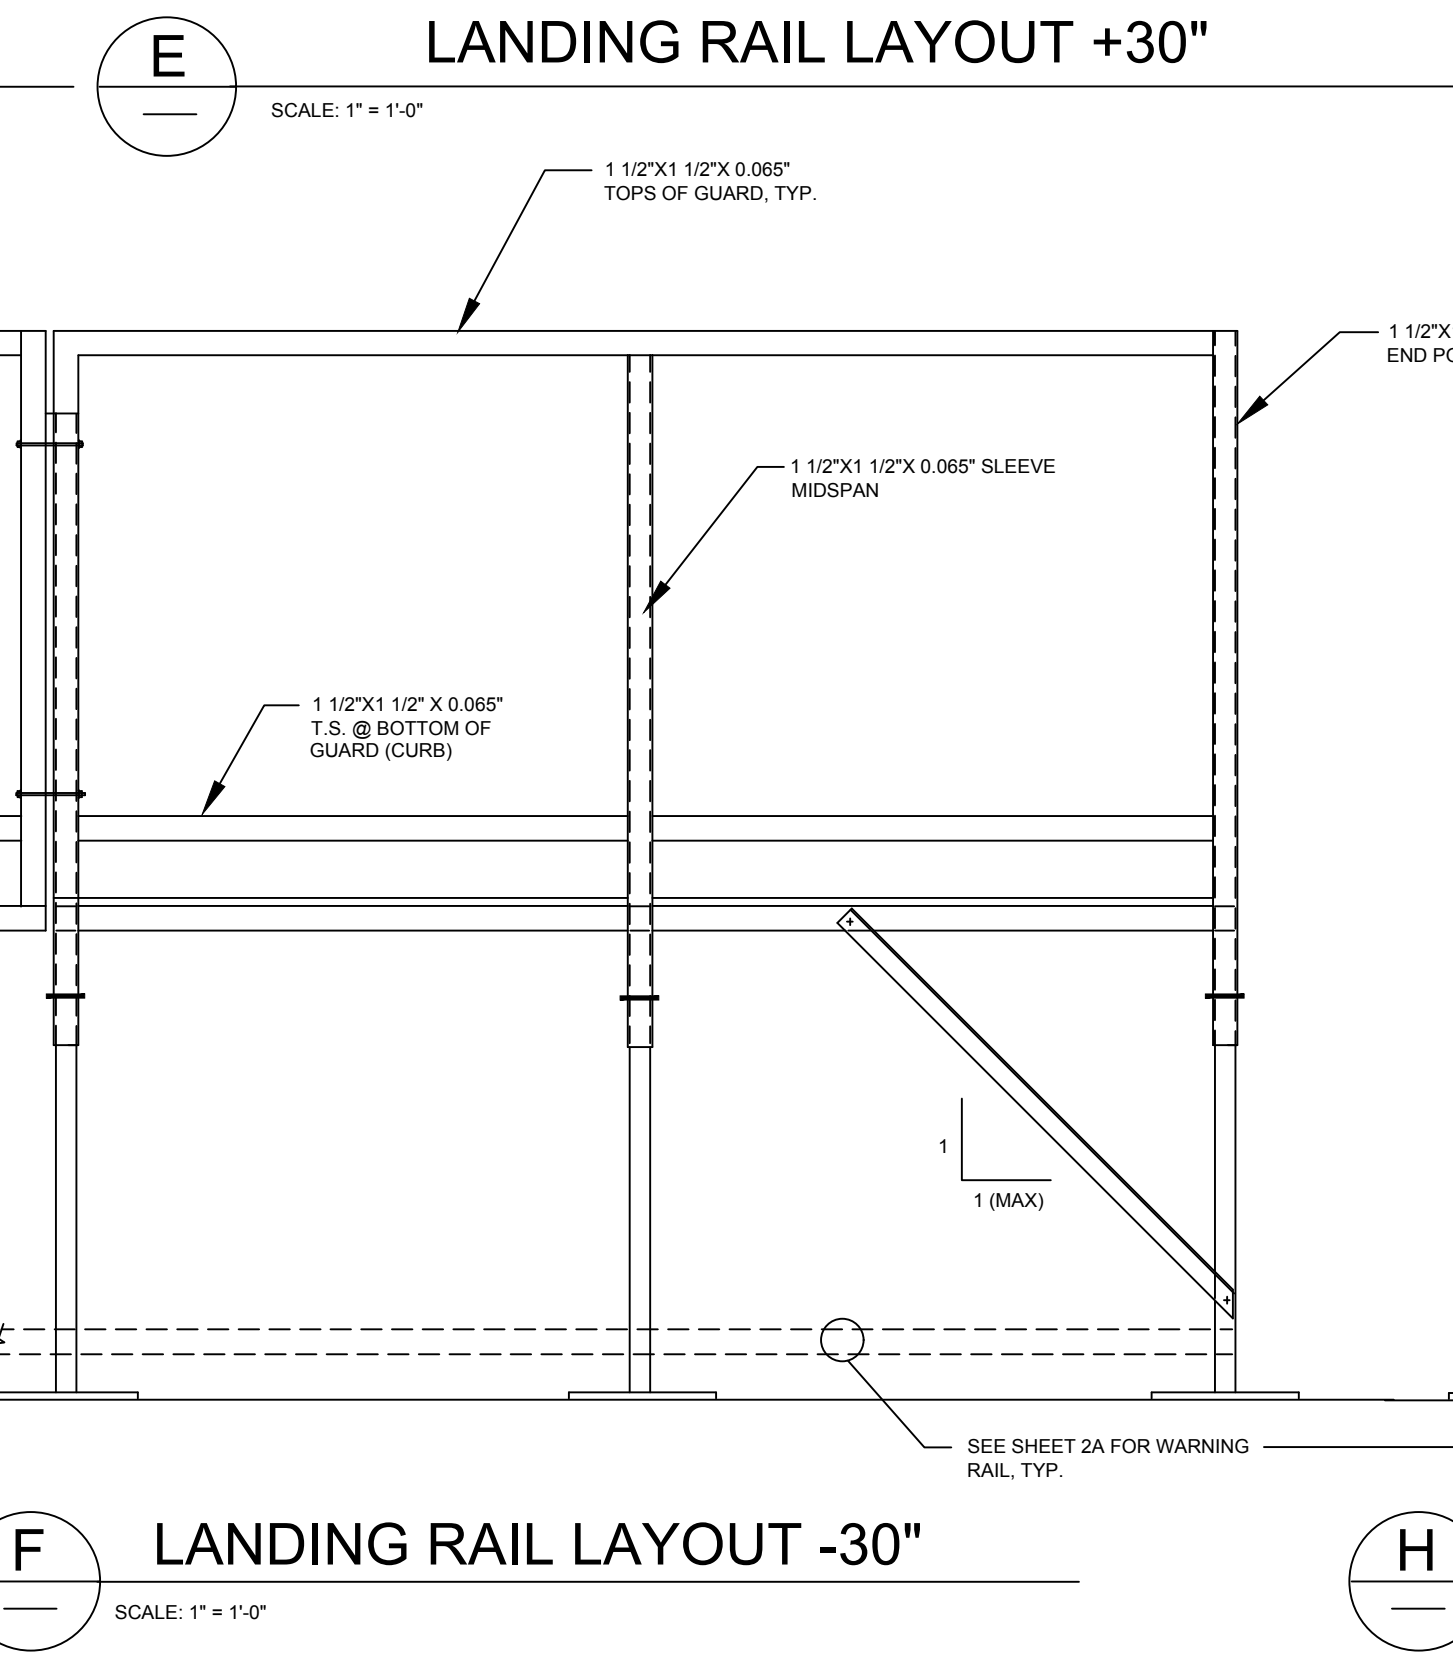 E
LANDING RAIL LAYOUT +30"
SCALE: 1" = 1'-0"
1 1/2"X1 1/2"X 0.065"
TOPS OF GUARD, TYP.
1 1/2"X
END
1 1/2"X1 1/2"X 0.065" SLEEVE
MIDSPAN
1 1/2"X1 1/2" X 0.065"
T.S. @ BOTTOM OF
GUARD (CURB)
1
1 (MAX)
SEE SHEET 2A FOR WARNING
RAIL, TYP.
F
LANDING RAIL LAYOUT -30"
SCALE: 1" = 1'-0"
H